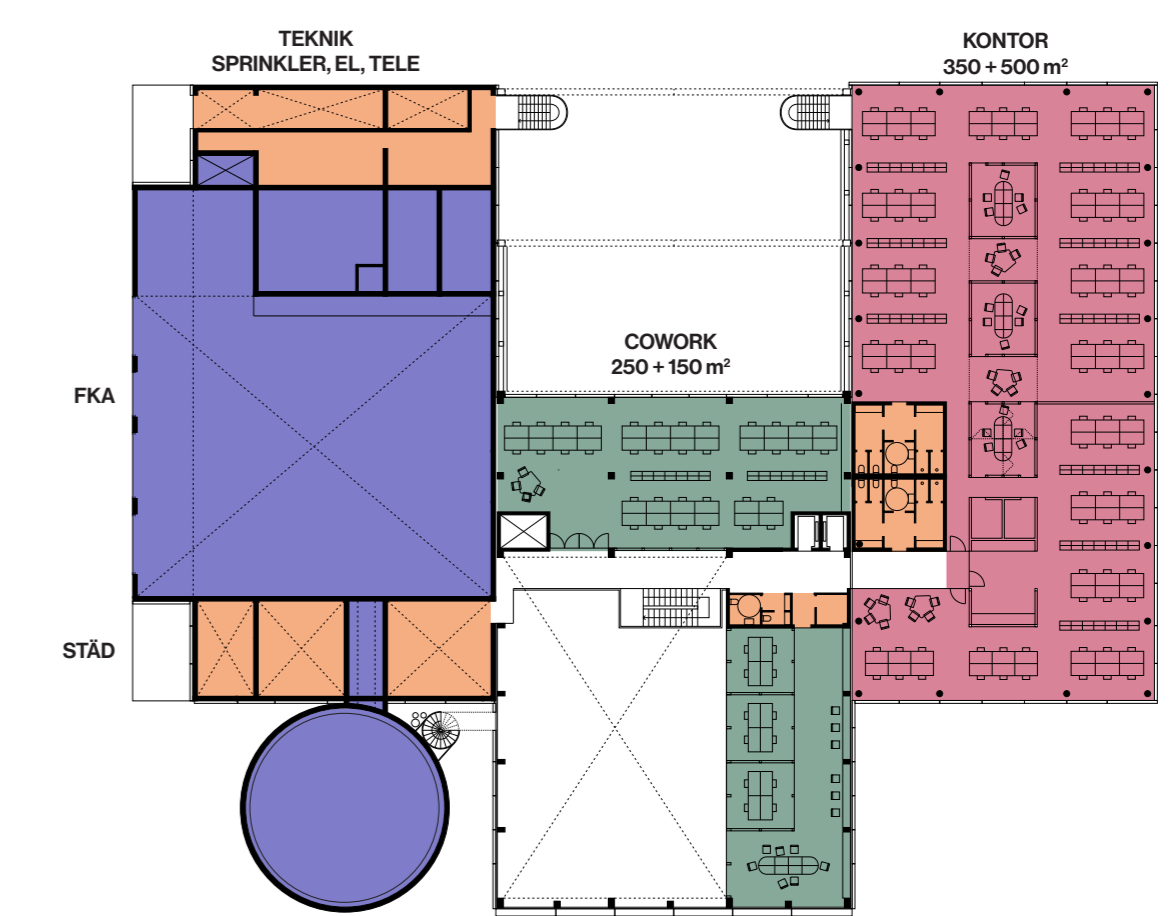 TEKNIK
SPRINKLER, EL, TELE
KONTOR
350 + 500 m²
COWORK
250 + 150 m²
FKA
STÄD